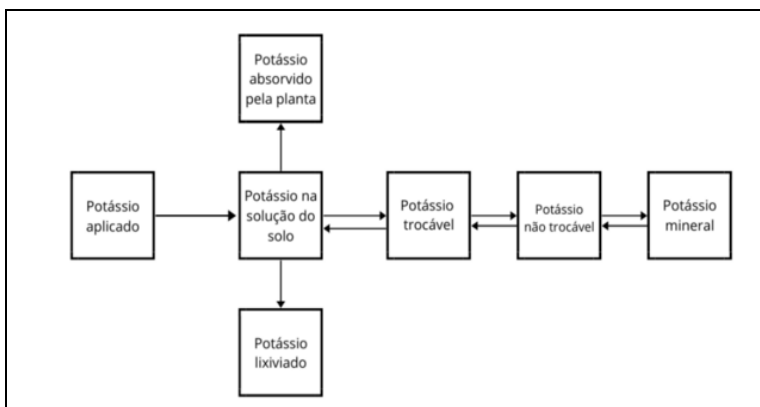 Potássio
absorvido
pela planta
Potássio
aplicado
Potássio na
solução do
solo
Potássio
trocável
Potássio
não trocável
Potássio
mineral
Potássio
lixiviado